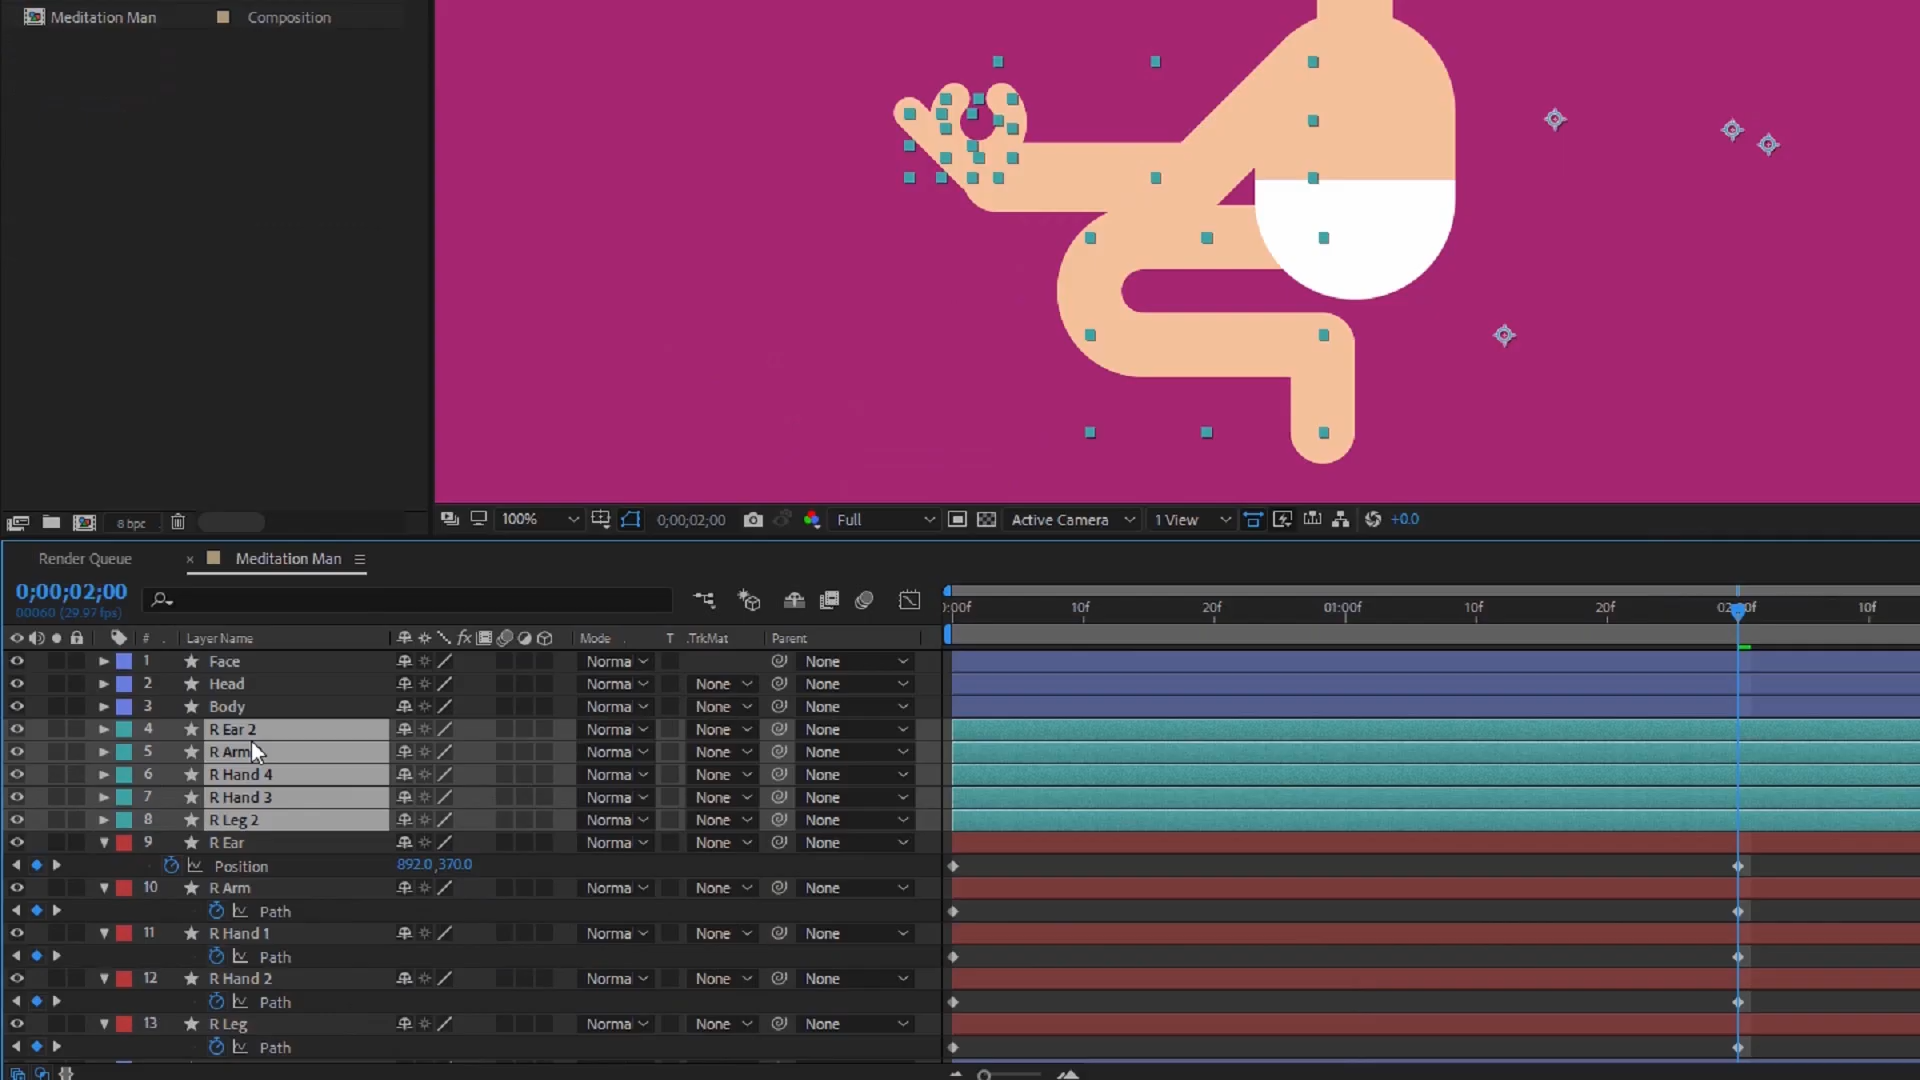 Meditation Man Composition
8 bpc
100% 0;00;02;00 Full Active Camera 1 View +0.0
Render Queue × Meditation Man
0;00;02;00
00060 (29.97 fps)
0:00f 10f 20f 01:00f 10f 20f 10f
# Layer Name fx Mode T .TrkMat Parent
1 Face Norma None
2 Head Norma None None
3 Body Norma None None
4 R Ear 2 Norma None None
5 R Arm Norma None None
6 R Hand 4 Norma None None
7 R Hand 3 Norma None None
8 R Leg 2 Norma None None
9 R Ear Norma None None
Position 892.0,370.0
10 R Arm Norma None None
Path
11 R Hand 1 Norma None None
Path
12 R Hand 2 Norma None None
Path
13 R Leg Norma None None
Path